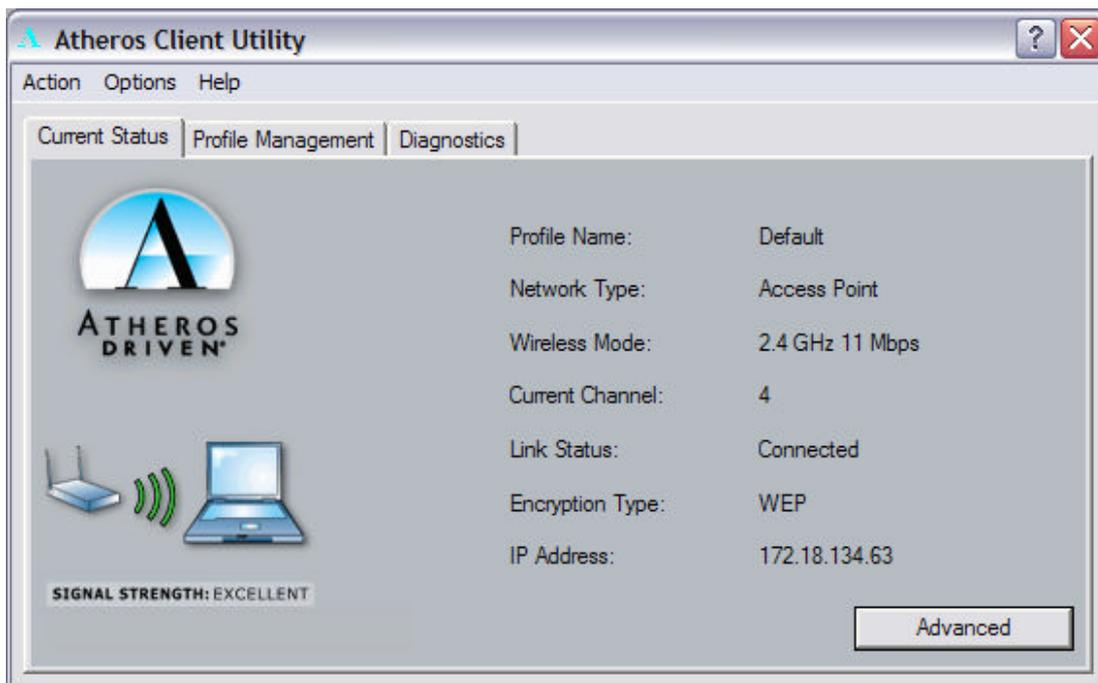 Atheros Client Utility
Action Options Help
Current Status Profile Management Diagnostics
ATHEROS
DRIVEN®
Profile Name: Default
Network Type: Access Point
Wireless Mode: 2.4 GHz 11 Mbps
Current Channel: 4
Link Status: Connected
Encryption Type: WEP
IP Address: 172.18.134.63
SIGNAL STRENGTH: EXCELLENT
Advanced